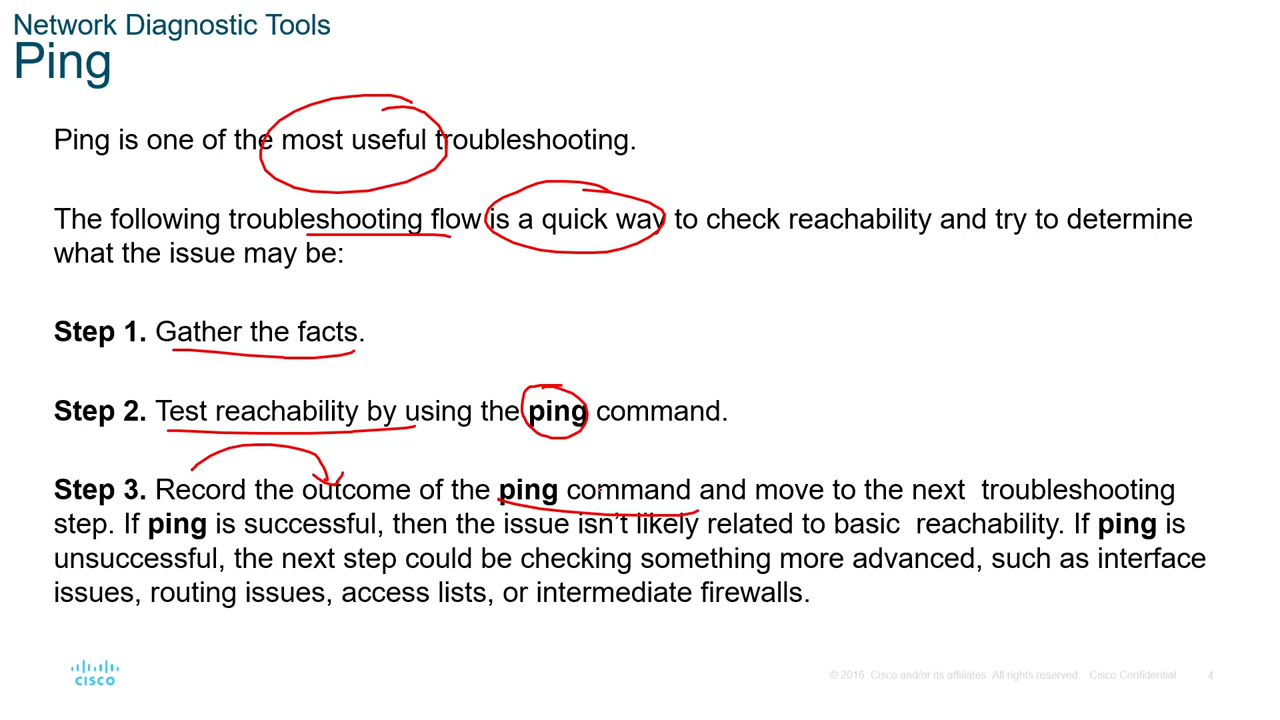 Network Diagnostic Tools
Ping
Ping is one of the most useful troubleshooting.
The following troubleshooting flow is a quick way to check reachability and try to determine
what the issue may be:
Step 1. Gather the facts.
Step 2. Test reachability by using the ping command.
Step 3. Record the outcome of the ping command and move to the next troubleshooting
step. If ping is successful, then the issue isn't likely related to basic reachability. If ping is
unsuccessful, the next step could be checking something more advanced, such as interface
issues, routing issues, access lists, or intermediate firewalls.
CISCO
© 2016 Cisco and/or its affiliates. All rights reserved. Cisco Confidential 4